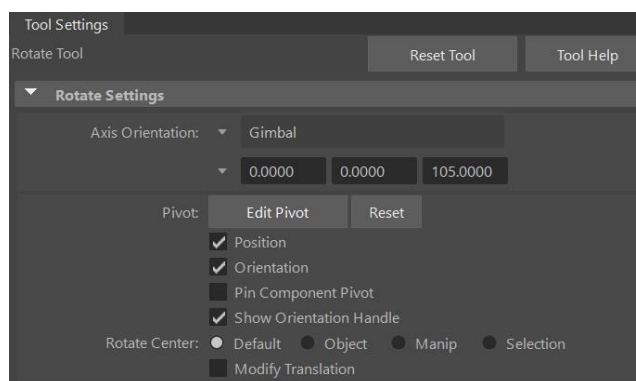 Tool Settings
Rotate Tool Reset Tool Tool Help
Rotate Settings
Axis Orientation: Gimbal
0.0000 0.0000 105.0000
Pivot: Edit Pivot Reset
Position
Orientation
Pin Component Pivot
Show Orientation Handle
Rotate Center: Default Object Manip Selection
Modify Translation